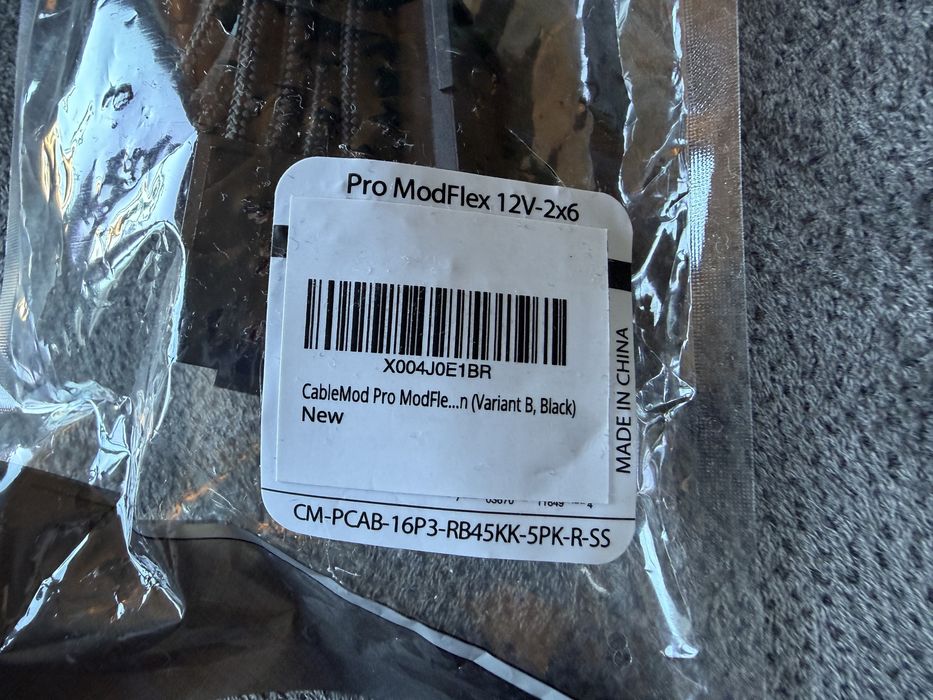 Pro ModFlex 12V-2x6
X004J0E1BR
CableMod Pro ModFle...n (Variant B, Black)
New
MADE IN CHINA
CM-PCAB-16P3-RB45KK-5PK-R-SS